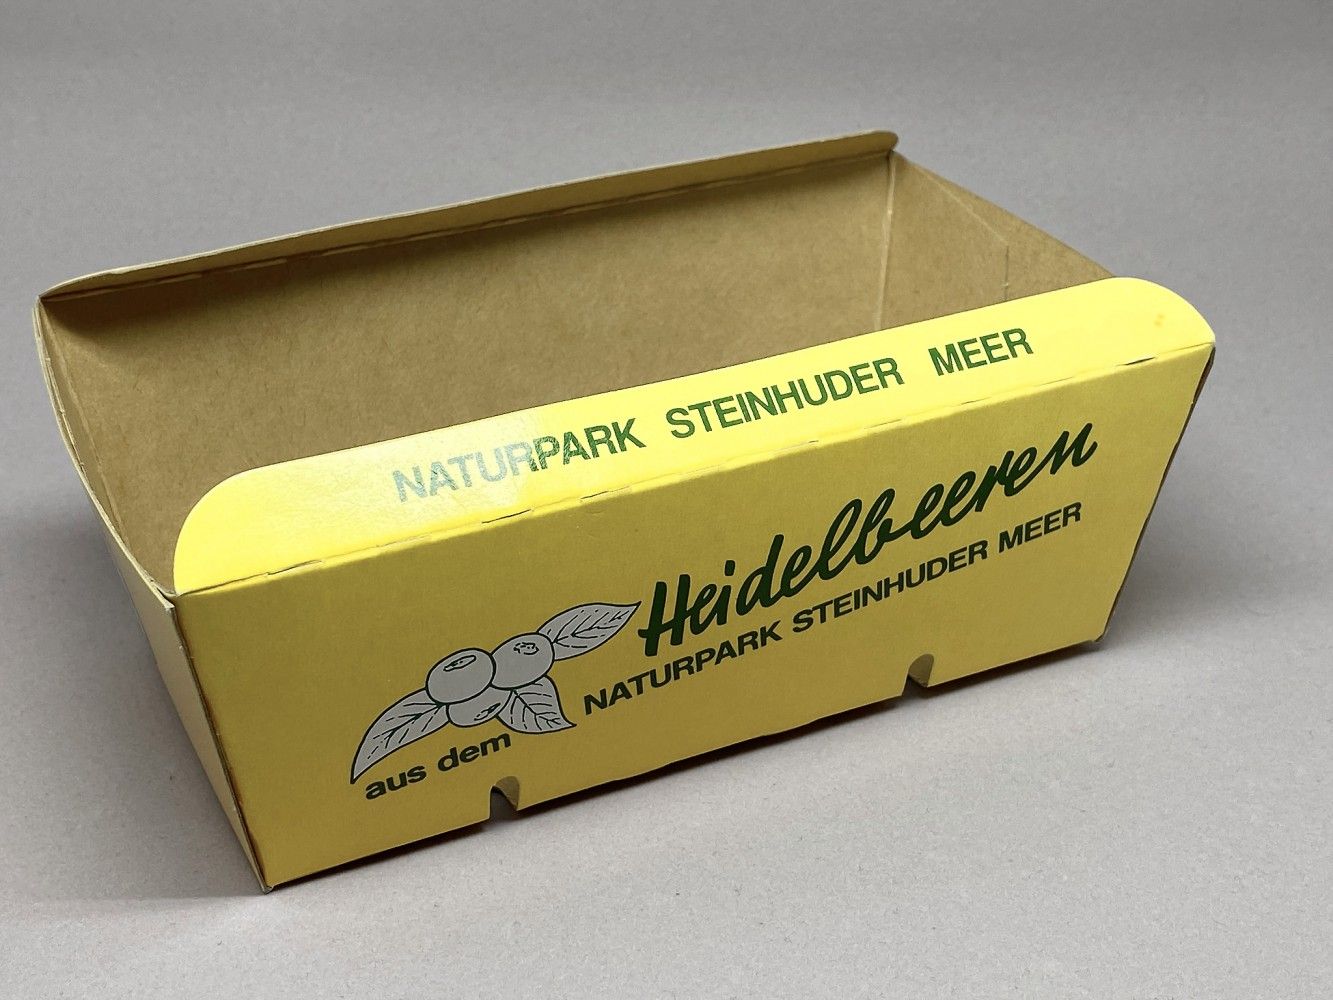 NATURPARK STEINHUDER MEER
Heidelbeeren
aus dem NATURPARK STEINHUDER MEER